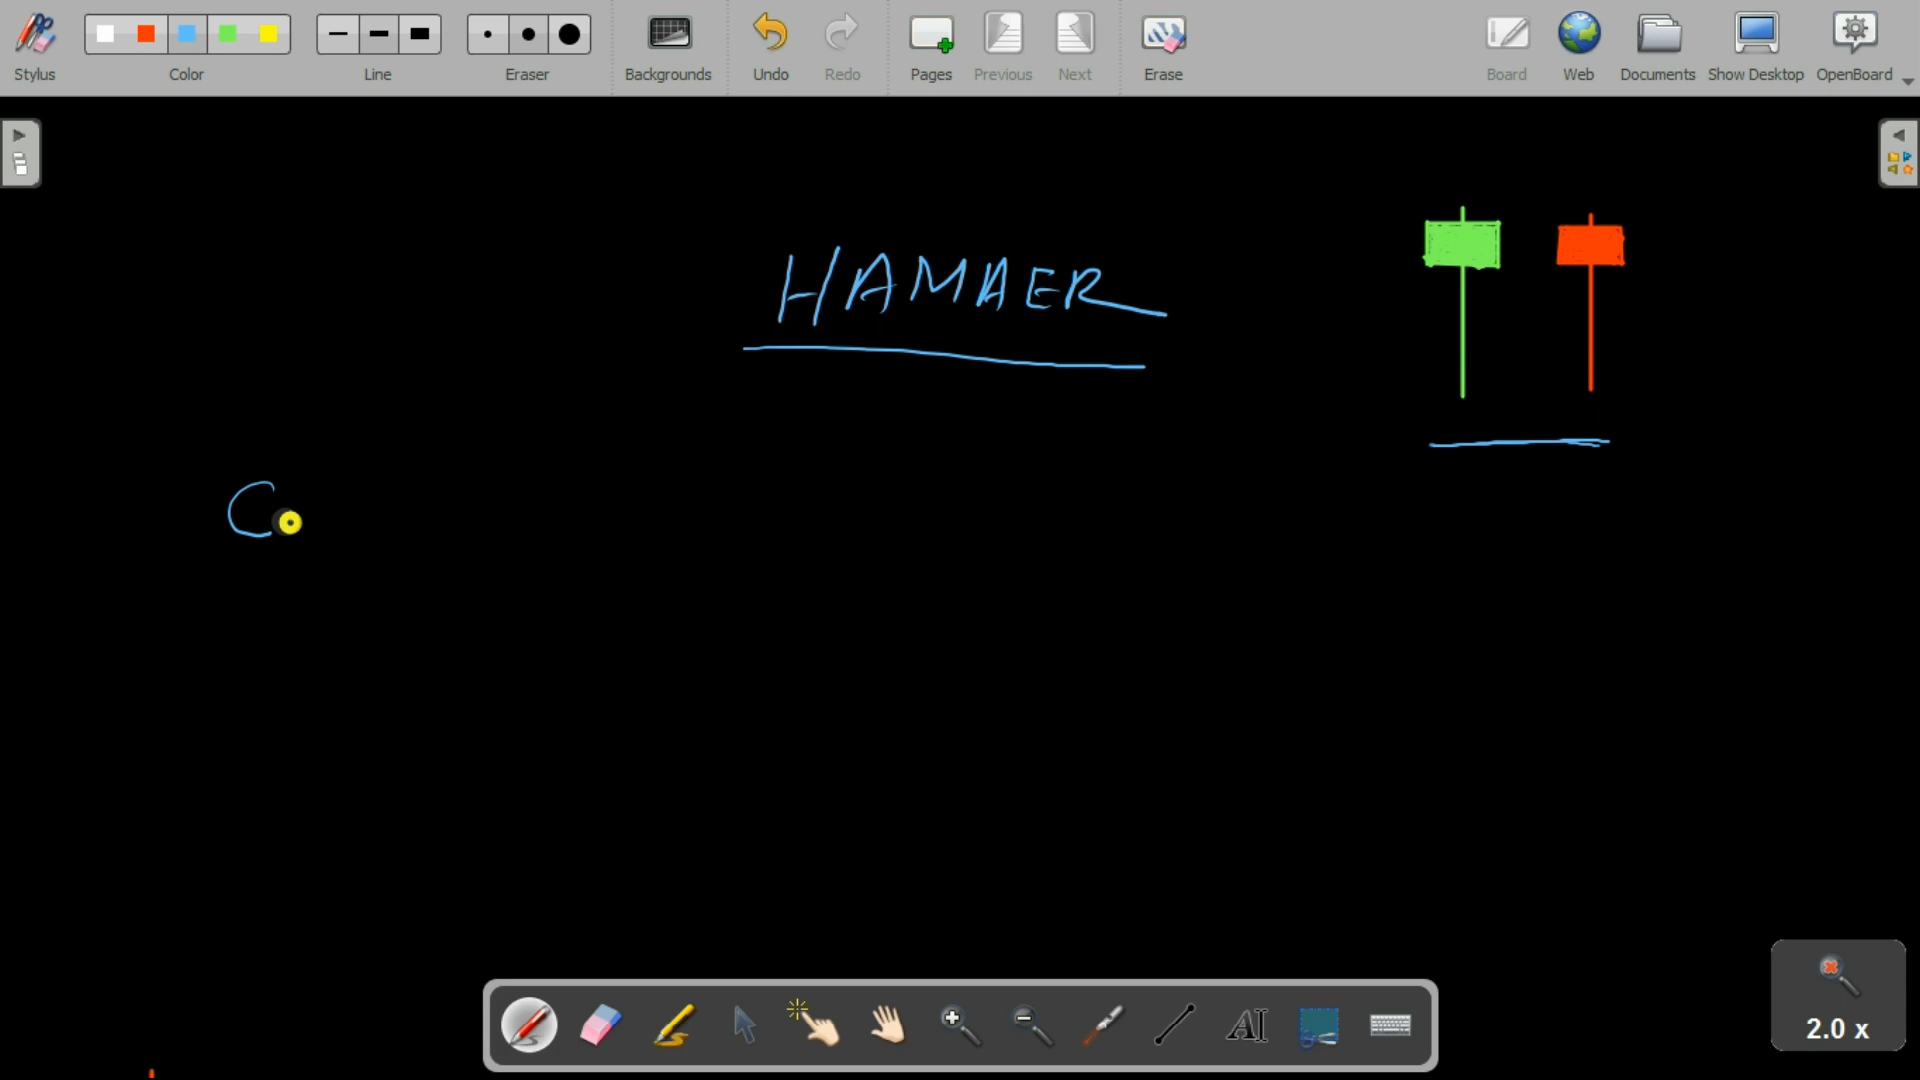 Stylus Color Line Eraser Backgrounds Undo Redo Pages Previous Next Erase Board Web Documents Show Desktop OpenBoard
HAMMER
C
2.0 x